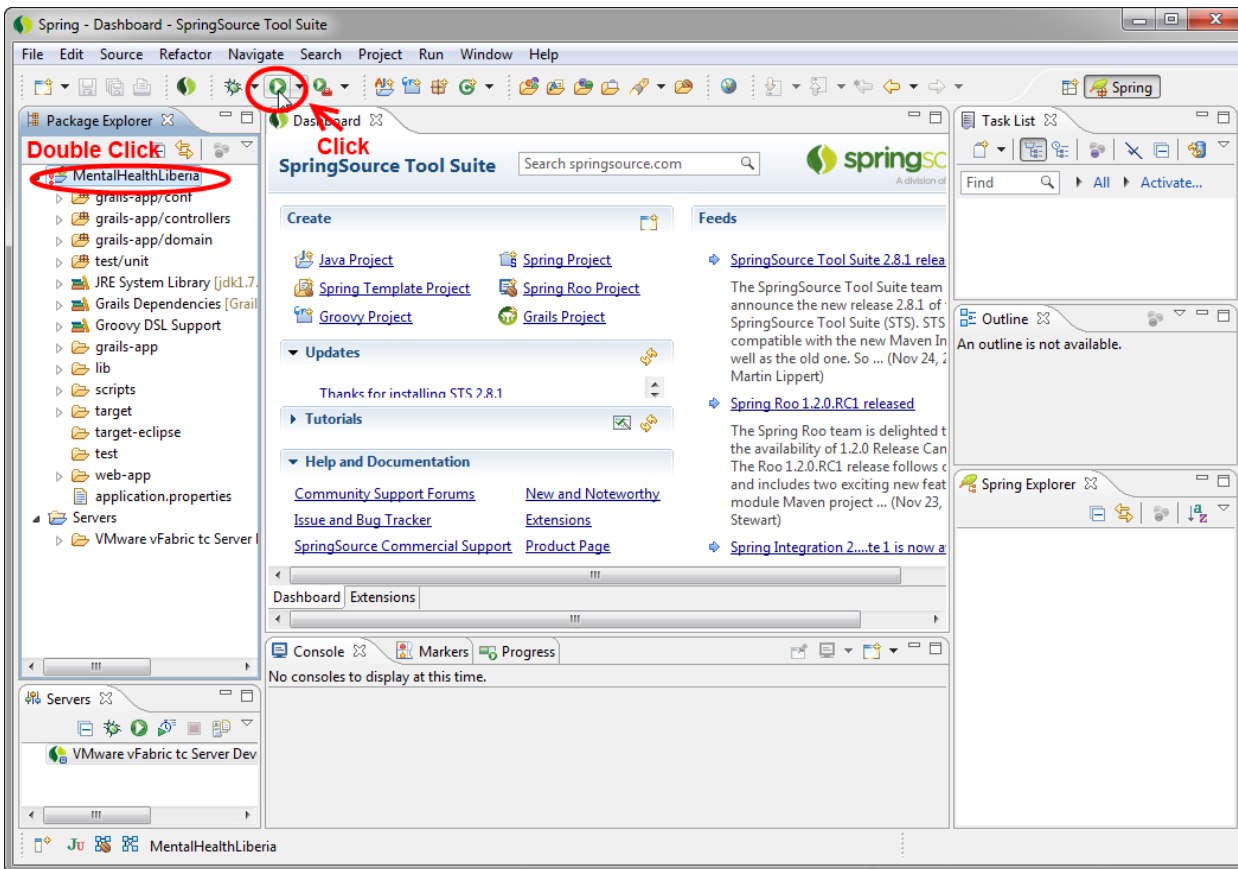 Spring - Dashboard - SpringSource Tool Suite
File Edit Source Refactor Navigate Search Project Run Window Help
Spring
Package Explorer
Double Click
MentalHealthLiberia
grails-app/conf
grails-app/controllers
grails-app/domain
test/unit
JRE System Library [jdk1.7.
Grails Dependencies [Grail
Groovy DSL Support
grails-app
lib
scripts
target
target-eclipse
test
web-app
application.properties
Servers
VMware vFabric tc Server
Servers
VMware vFabric tc Server Dev
Dashboard
Click
SpringSource Tool Suite
Search springsource.com
springsc
A division of
Create
Java Project
Spring Project
Spring Template Project
Spring Roo Project
Groovy Project
Grails Project
Updates
Thanks for installing STS 2.8.1
Tutorials
Help and Documentation
Community Support Forums
New and Noteworthy
Issue and Bug Tracker
Extensions
SpringSource Commercial Support
Product Page
Feeds
SpringSource Tool Suite 2.8.1 relea
The SpringSource Tool Suite team
announce the new release 2.8.1 of
SpringSource Tool Suite (STS). STS
compatible with the new Maven In
well as the old one. So ... (Nov 24, 2
Martin Lippert)
Spring Roo 1.2.0.RC1 released
The Spring Roo team is delighted t
the availability of 1.2.0 Release Can
The Roo 1.2.0.RC1 release follows c
and includes two exciting new feat
module Maven project ... (Nov 23,
Stewart)
Spring Integration 2....te 1 is now a
Dashboard Extensions
Console Markers Progress
No consoles to display at this time.
Task List
Find All Activate...
Outline
An outline is not available.
Spring Explorer
Ju MentalHealthLiberia